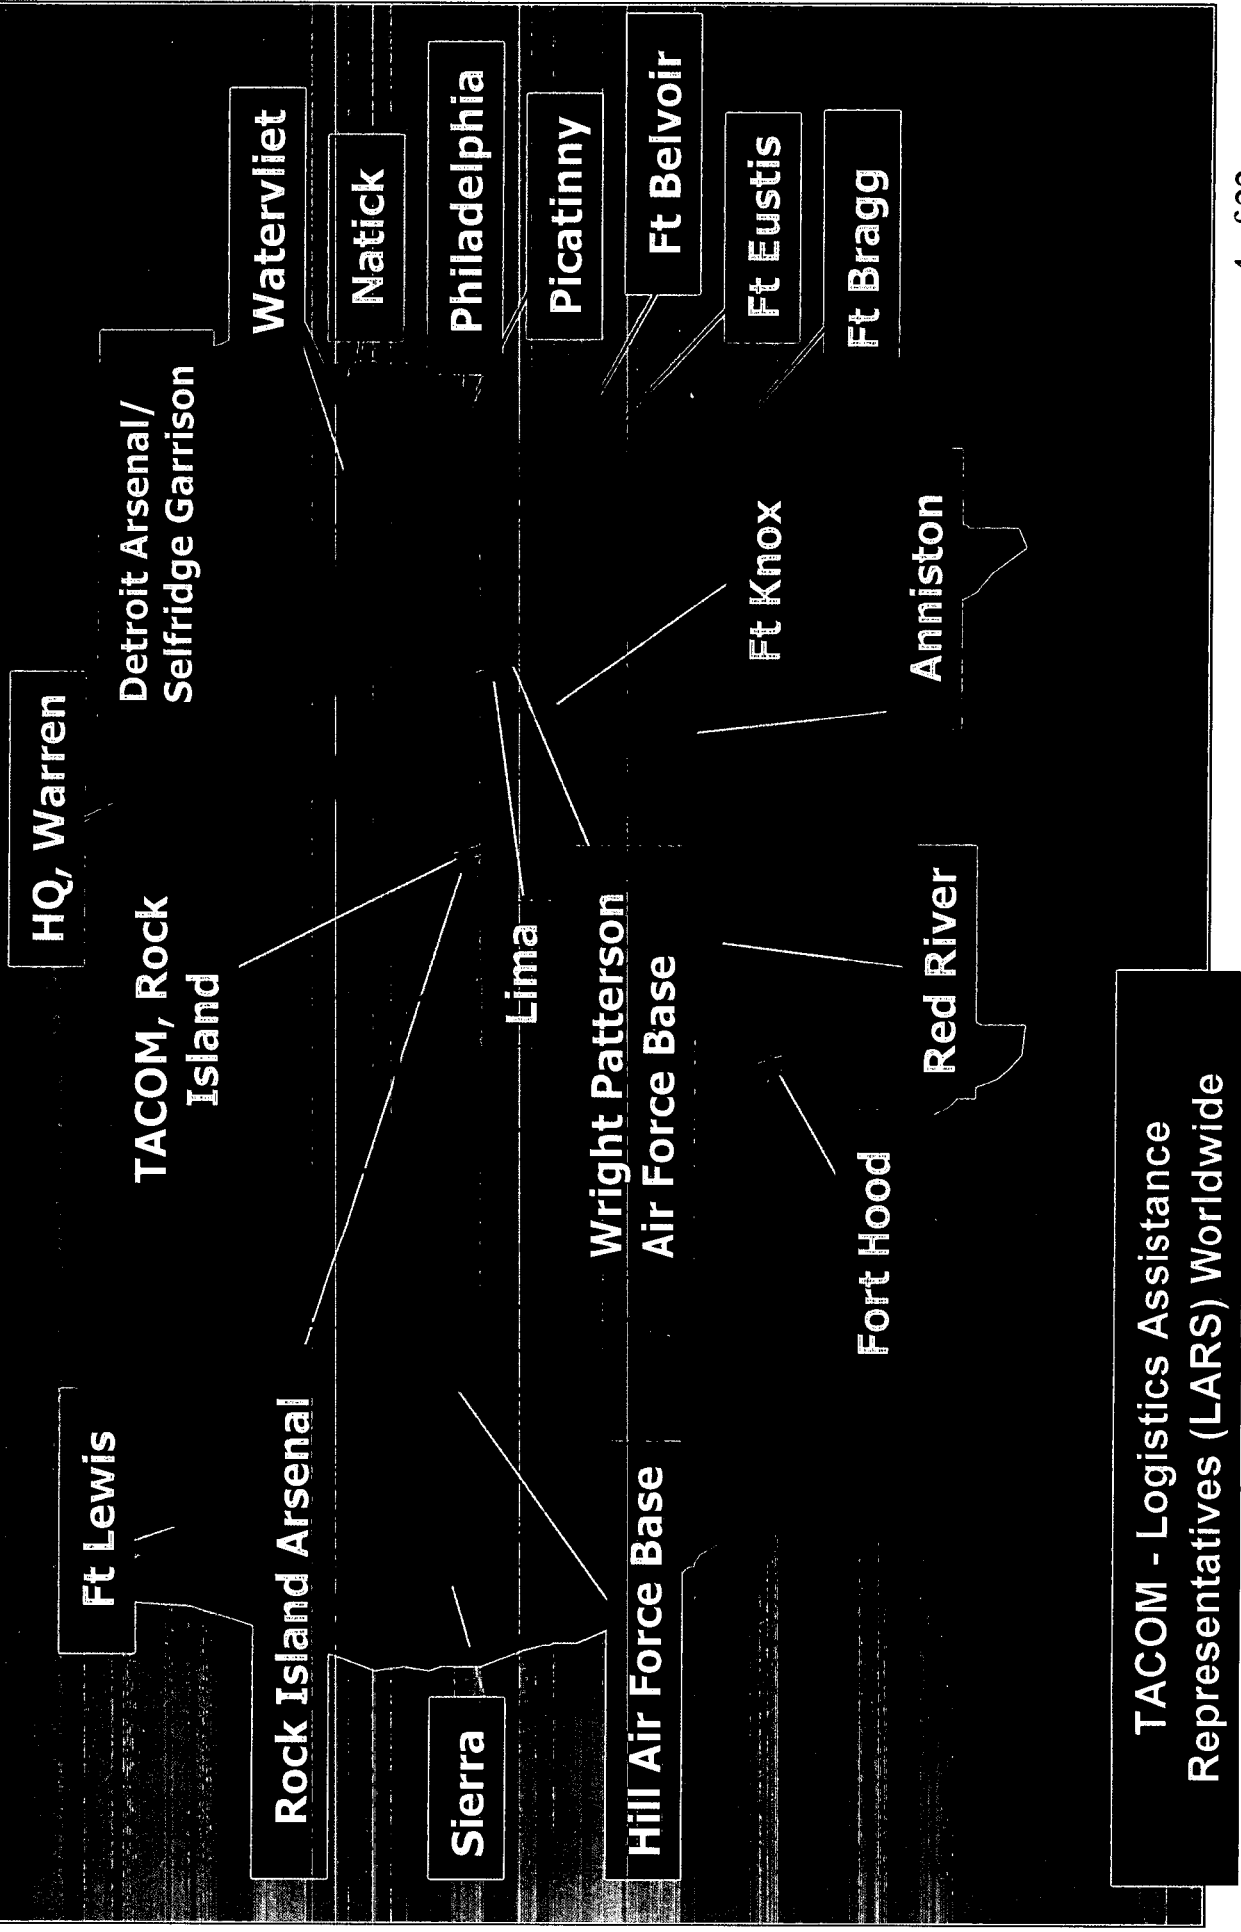 HQ, Warren
Ft Lewis
Detroit Arsenal/
Selfridge Garrison
TACOM, Rock
Island
Watervliet
Rock Island Arsenal
Natick
Philadelphia
Sierra
Lima
Picatinny
Wright Patterson
Air Force Base
Hill Air Force Base
Ft Belvoir
Ft Knox
Ft Eustis
Fort Hood
Ft Bragg
Anniston
Red River
TACOM - Logistics Assistance
Representatives (LARS) Worldwide